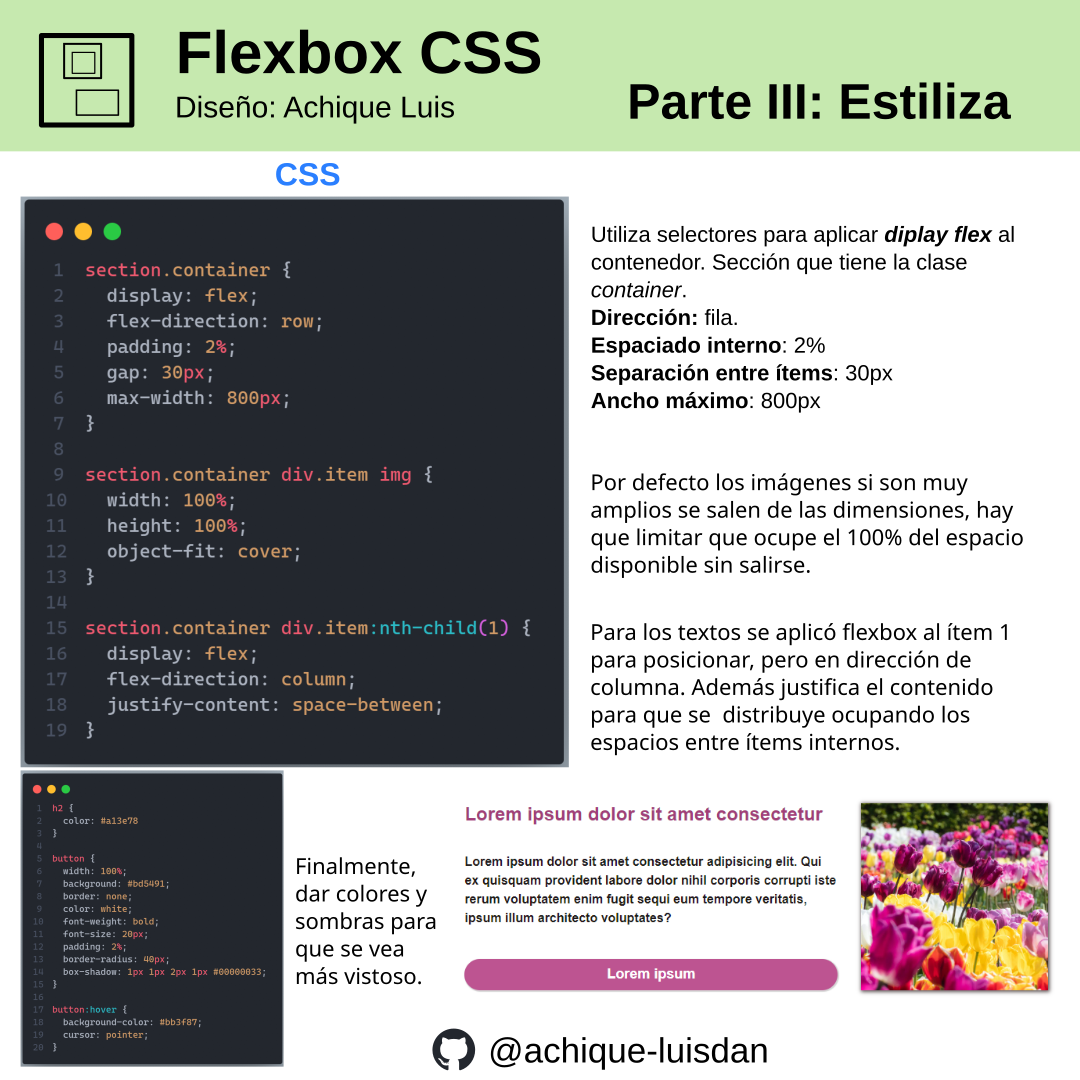 Flexbox CSS
Diseño: Achique Luis
Parte III: Estiliza
CSS
1 section.container {
2 display: flex;
3 flex-direction: row;
4 padding: 2%;
5 gap: 30px;
6 max-width: 800px;
7 }
8
9 section.container div.item img {
10 width: 100%;
11 height: 100%;
12 object-fit: cover;
13 }
14
15 section.container div.item:nth-child(1) {
16 display: flex;
17 flex-direction: column;
18 justify-content: space-between;
19 }
Utiliza selectores para aplicar diplay flex al
contenedor. Sección que tiene la clase
container.
Dirección: fila.
Espaciado interno: 2%
Separación entre ítems: 30px
Ancho máximo: 800px
Por defecto los imágenes si son muy
amplios se salen de las dimensiones, hay
que limitar que ocupe el 100% del espacio
disponible sin salirse.
Para los textos se aplicó flexbox al ítem 1
para posicionar, pero en dirección de
columna. Además justifica el contenido
para que se  distribuye ocupando los
espacios entre ítems internos.
1 h2 {
2 color: #a13e78
3 }
4
5 button {
6 width: 100%;
7 background: #bd5491;
8 border: none;
9 color: white;
10 font-weight: bold;
11 font-size: 20px;
12 padding: 2%;
13 border-radius: 40px;
14 box-shadow: 1px 1px 2px 1px #00000033;
15 }
16
17 button:hover {
18 background-color: #bb3f87;
19 cursor: pointer;
20 }
Finalmente,
dar colores y
sombras para
que se vea
más vistoso.
Lorem ipsum dolor sit amet consectetur
Lorem ipsum dolor sit amet consectetur adipisicing elit. Qui
ex quisquam provident labore dolor nihil corporis corrupti iste
rerum voluptatem enim fugit sequi eum tempore veritatis,
ipsum illum architecto voluptates?
Lorem ipsum
@achique-luisdan